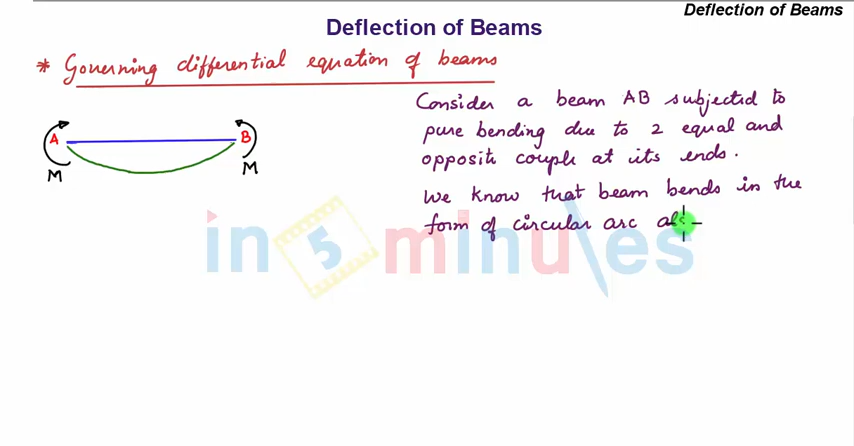 Deflection of Beams
Deflection of Beams
* Governing differential equation of beams
Consider a beam AB subjected to
pure bending due to 2 equal and
opposite couple at its ends.
We know that beam bends in the
form of circular arc
A
B
M
M
in 5 minutes